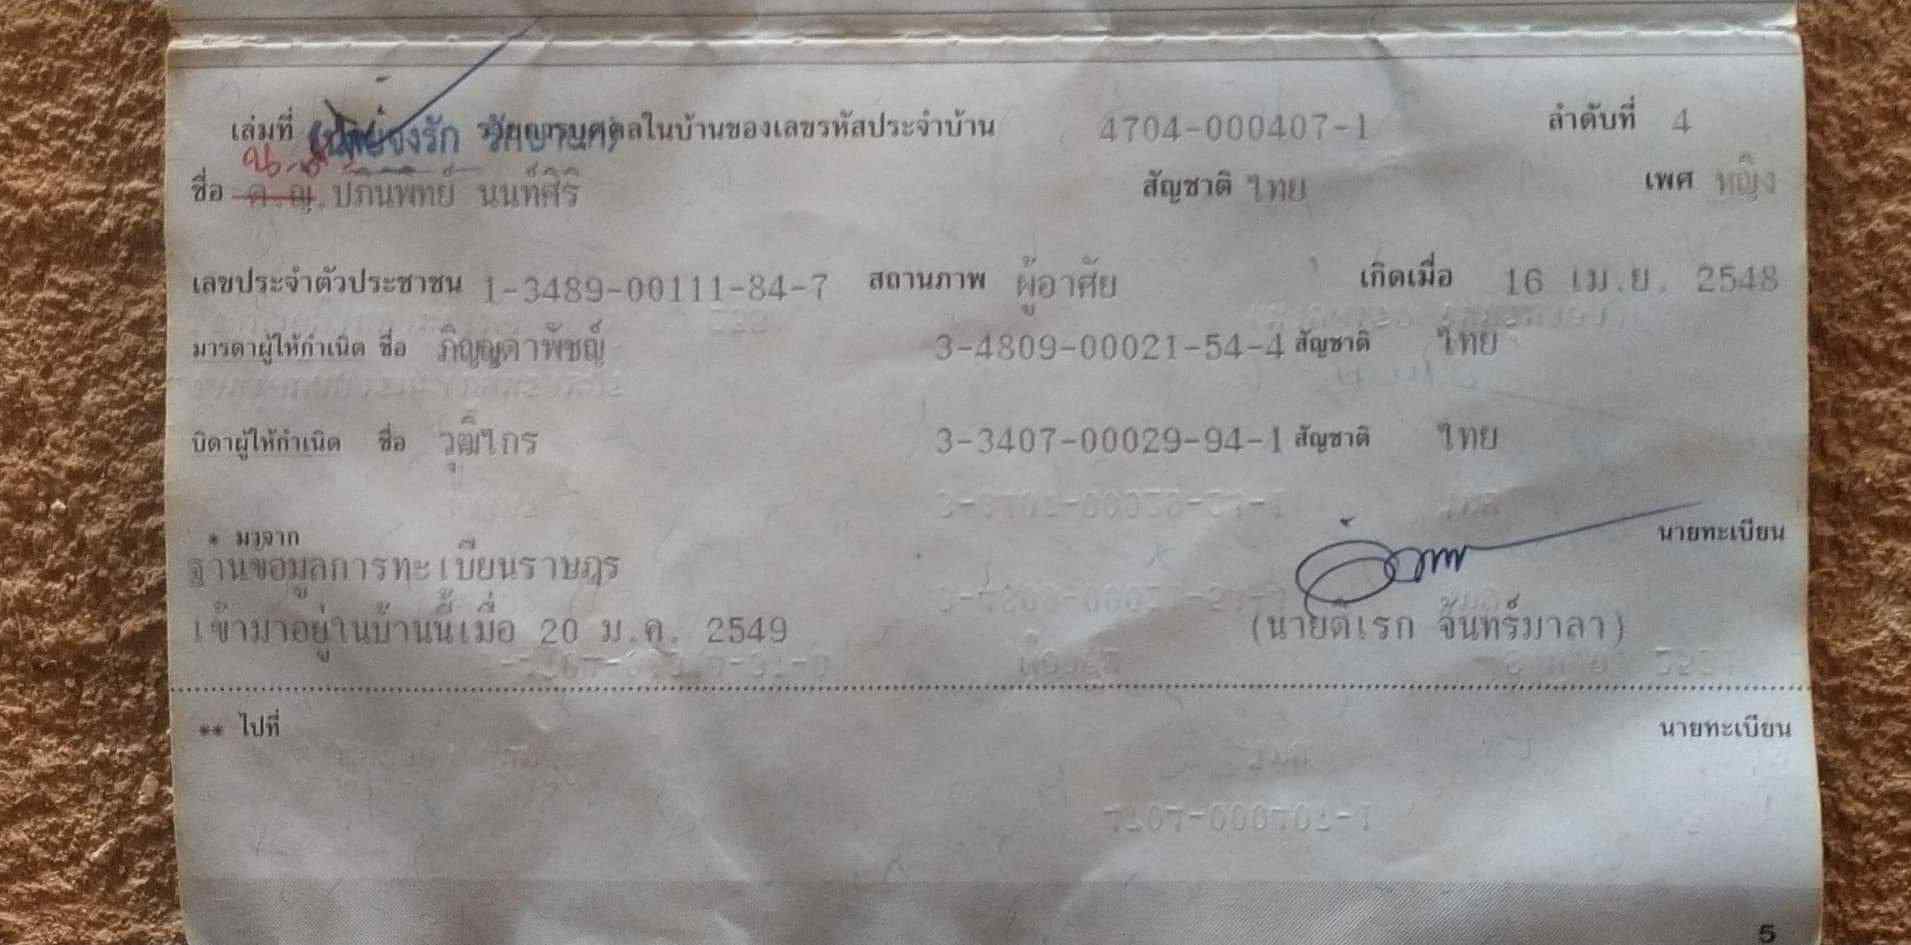 เล่มที่ รายการบุคคลในบ้านของเลขรหัสประจำบ้าน 4704-000407-1 ลำดับที่ 4
น.ส.
ชื่อ ด.ญ. ปภินพิทย์ นนท์ศิริ สัญชาติ ไทย เพศ หญิง
เลขประจำตัวประชาชน 1-3489-00111-84-7 สถานภาพ ผู้อาศัย เกิดเมื่อ 16 เม.ย. 2548
มารดาผู้ให้กำเนิด ชื่อ ภิญญดาพัชญ์ 3-4809-00021-54-4 สัญชาติ ไทย
บิดาผู้ให้กำเนิด ชื่อ วุฒิไกร 3-3407-00029-94-1 สัญชาติ ไทย
* มาจาก นายทะเบียน
ฐานข้อมูลการทะเบียนราษฎร
เข้ามาอยู่ในบ้านนี้เมื่อ 20 ม.ค. 2549 (นายดิเรก จันทร์มาลา)
** ไปที่ นายทะเบียน
5